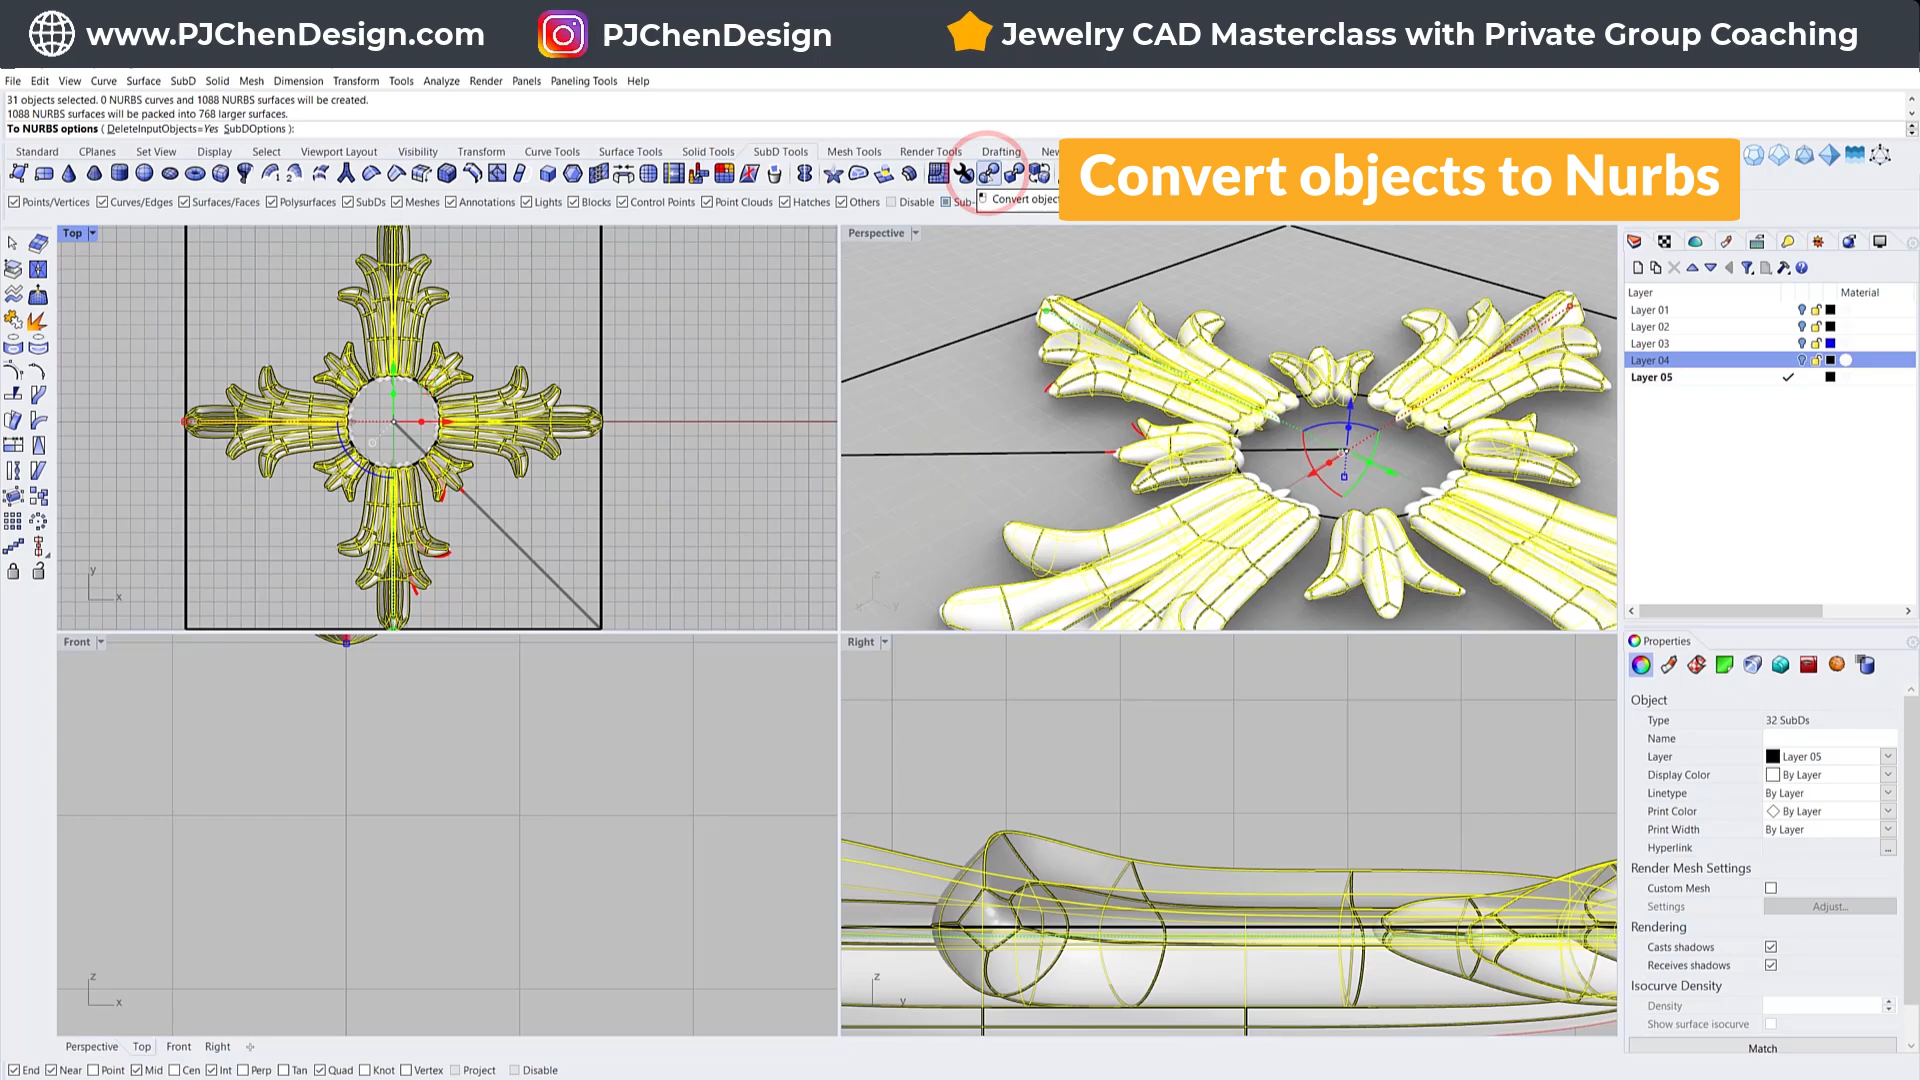 www.PJChenDesign.com PJChenDesign Jewelry CAD Masterclass with Private Group Coaching
File Edit View Curve Surface SubD Solid Mesh Dimension Transform Tools Analyze Render Panels Paneling Tools Help
31 objects selected. 0 NURBS curves and 1088 NURBS surfaces will be created.
1088 NURBS surfaces will be packed into 768 larger surfaces.
To NURBS options ( DeleteInputObjects=Yes SubDOptions ):
Standard CPlanes Set View Display Select Viewport Layout Visibility Transform Curve Tools Surface Tools Solid Tools SubD Tools Mesh Tools Render Tools Drafting New
Convert objects to Nurbs
Points/Vertices Curves/Edges Surfaces/Faces Polysurfaces SubDs Meshes Annotations Lights Blocks Control Points Point Clouds Hatches Others Disable Sub- Convert object
Top
Perspective
y
x
z
y
x
Layer Material
Layer 01
Layer 02
Layer 03
Layer 04
Layer 05
Front
Right
z
x
z
y
Properties
Object
Type 32 SubDs
Name
Layer Layer 05
Display Color By Layer
Linetype By Layer
Print Color By Layer
Print Width By Layer
Hyperlink ...
Render Mesh Settings
Custom Mesh
Settings Adjust...
Rendering
Casts shadows
Receives shadows
Isocurve Density
Density
Show surface isocurve
Match
Perspective Top Front Right
End Near Point Mid Cen Int Perp Tan Quad Knot Vertex Project Disable